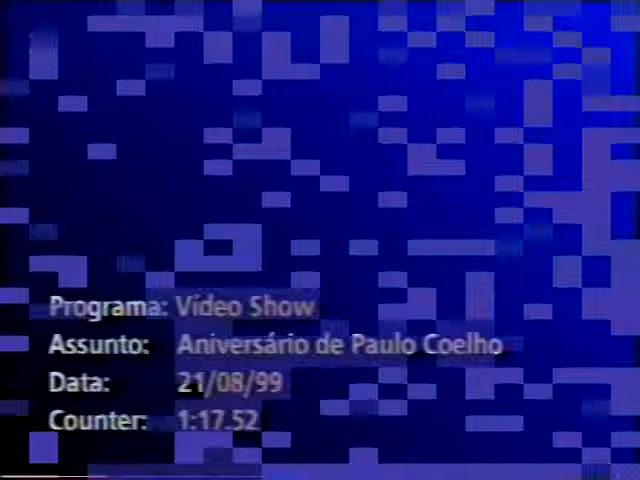 Programa: Vídeo Show
Assunto: Aniversário de Paulo Coelho
Data: 21/08/99
Counter: 1:17.52